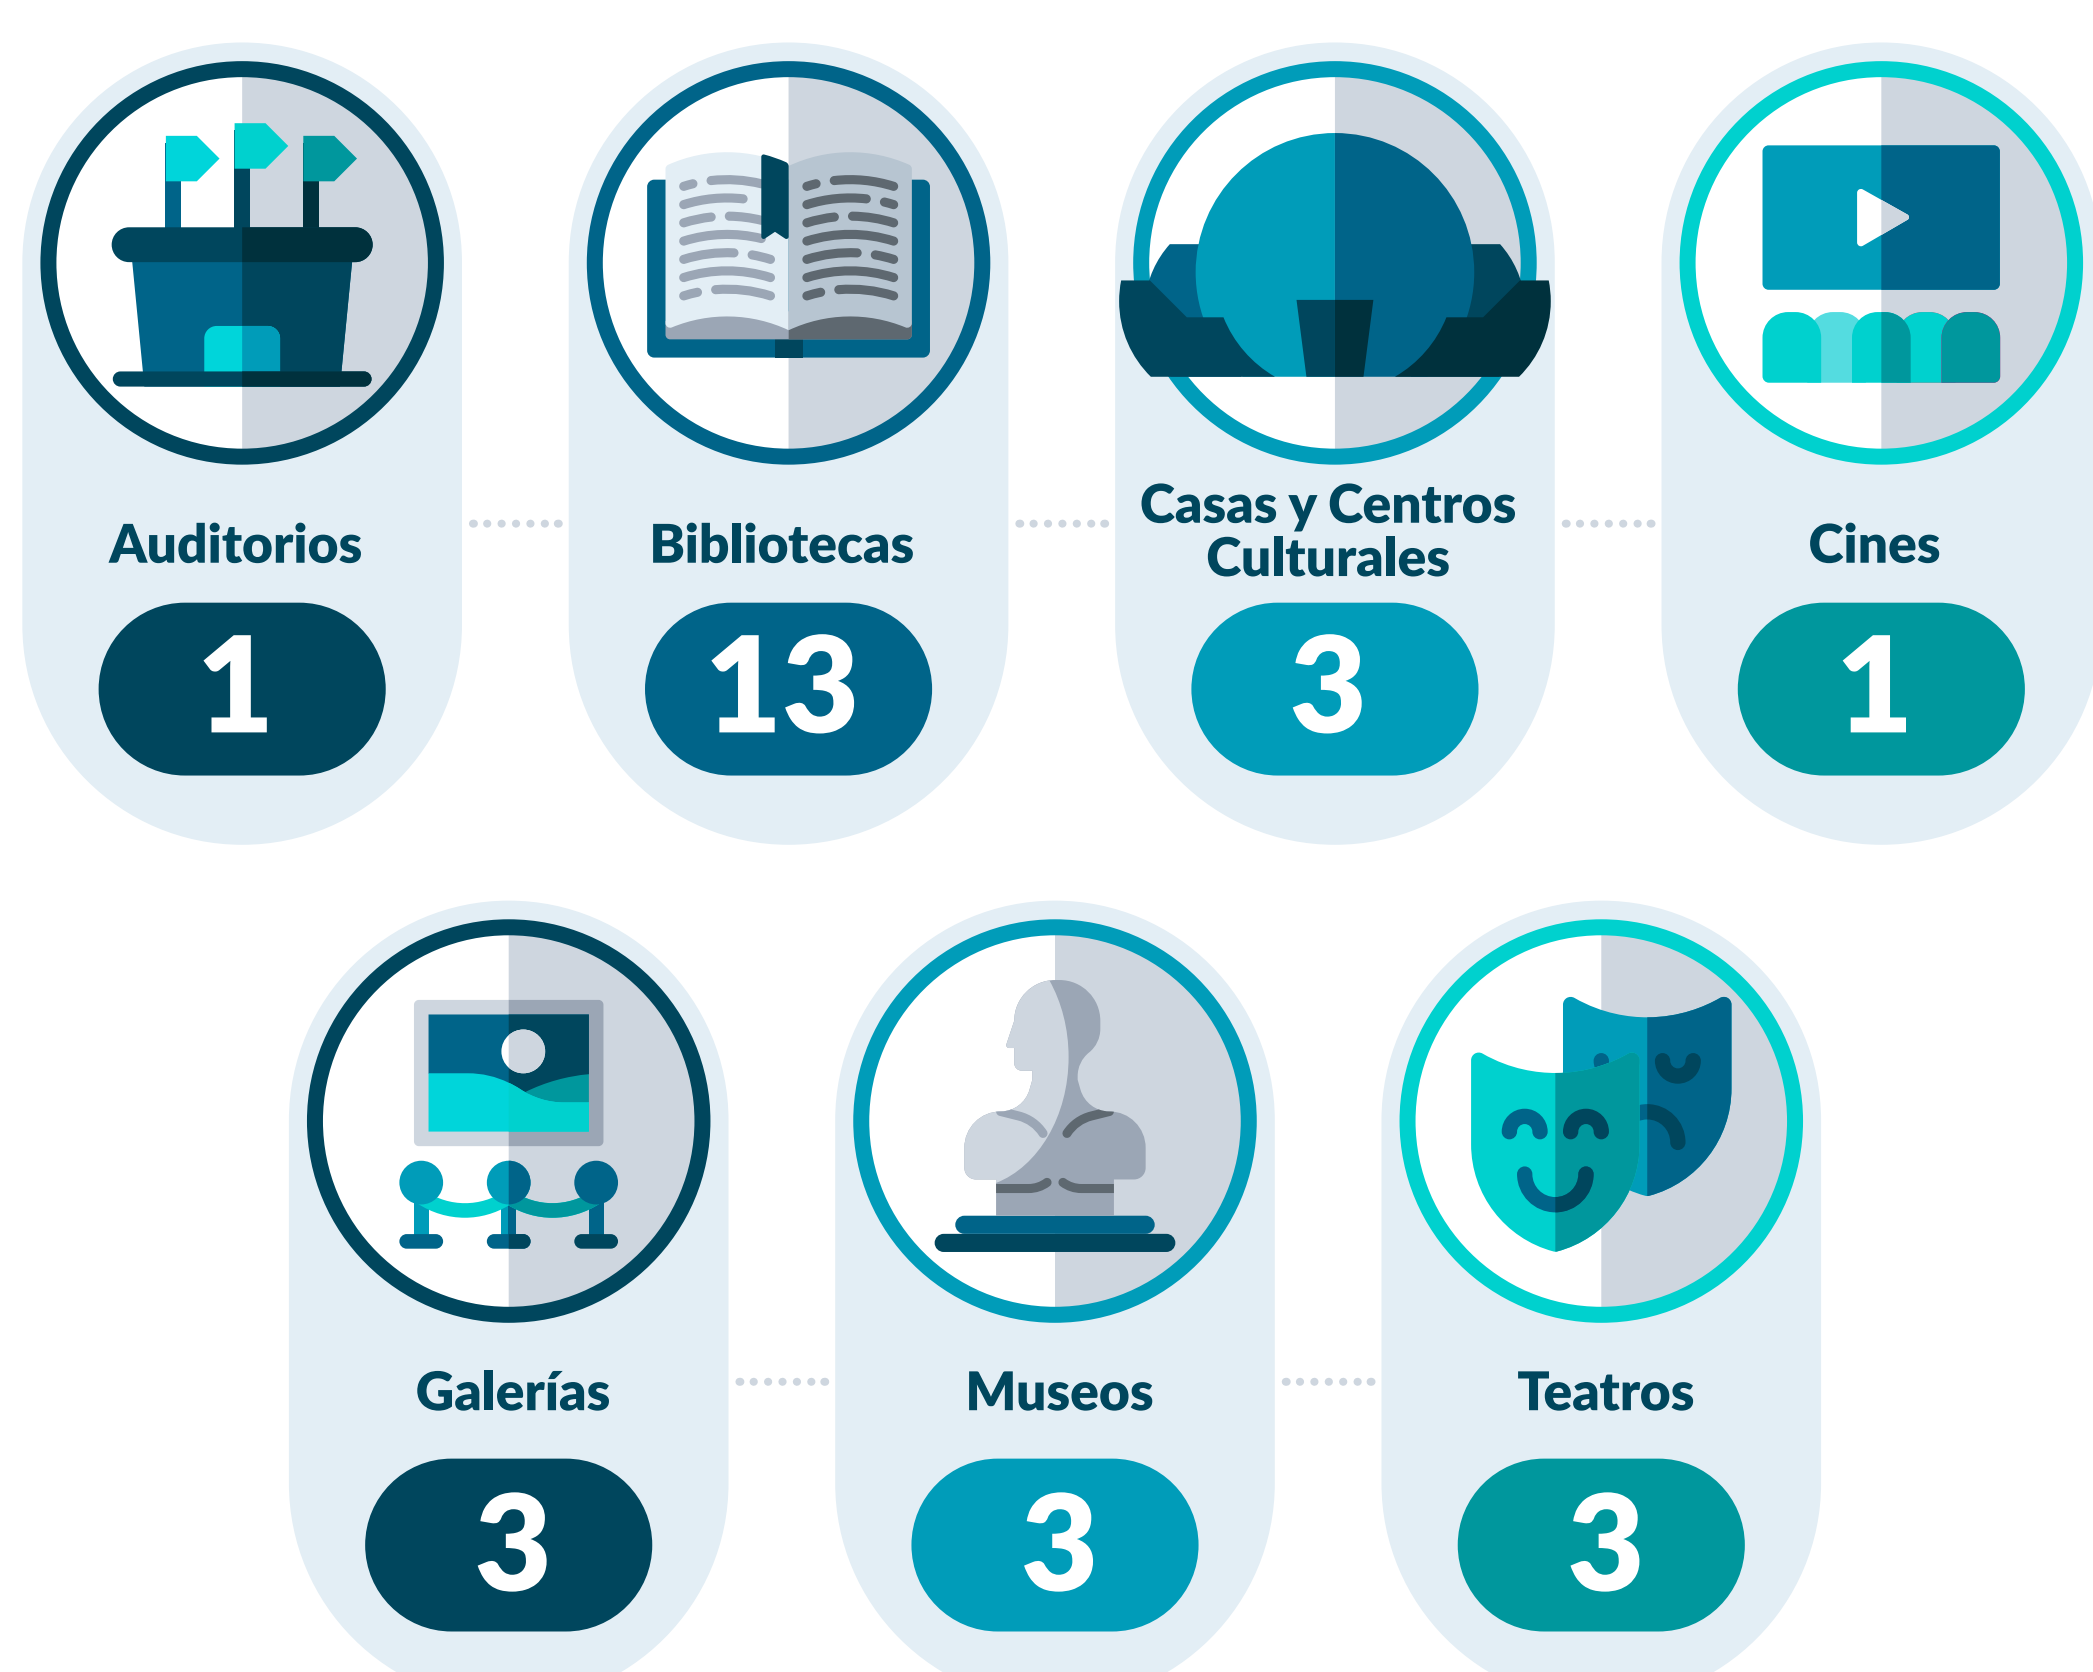 Auditorios
1
Bibliotecas
13
Casas y Centros
Culturales
3
Cines
1
Galerías
3
Museos
3
Teatros
3